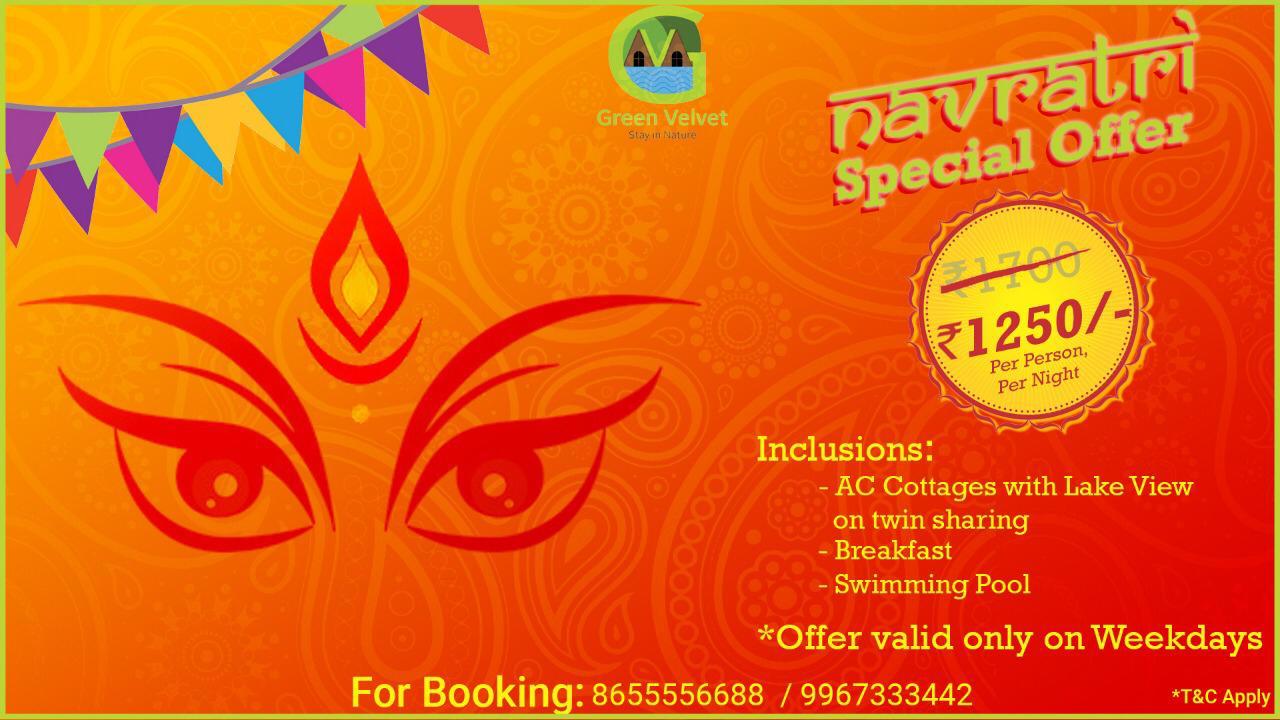 Green Velvet
Stay in Nature
navratri
Special Offer
₹1700
₹1250/-
Per Person,
Per Night
Inclusions:
- AC Cottages with Lake View
on twin sharing
- Breakfast
- Swimming Pool
*Offer valid only on Weekdays
For Booking: 8655556688 / 9967333442
*T&C Apply